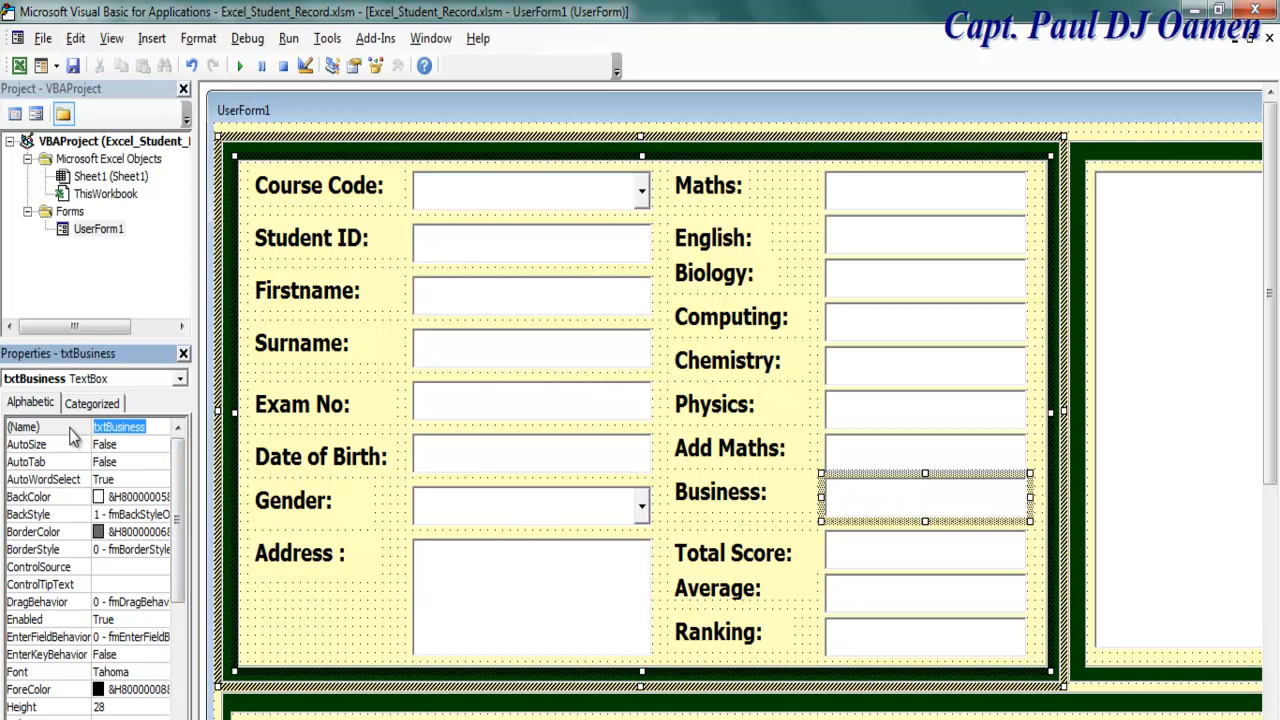 Microsoft Visual Basic for Applications - Excel_Student_Record.xlsm - [Excel_Student_Record.xlsm - UserForm1 (UserForm)]
Capt. Paul DJ Oamen
File Edit View Insert Format Debug Run Tools Add-Ins Window Help
Project - VBAProject
UserForm1
VBAProject (Excel_Student_
Microsoft Excel Objects
Sheet1 (Sheet1)
ThisWorkbook
Forms
UserForm1
Properties - txtBusiness
txtBusiness TextBox
Alphabetic Categorized
(Name) txtBusiness
AutoSize False
AutoTab False
AutoWordSelect True
BackColor &H80000005
BackStyle 1 - fmBackStyleO
BorderColor &H80000006
BorderStyle 0 - fmBorderStyle
ControlSource
ControlTipText
DragBehavior 0 - fmDragBehav
Enabled True
EnterFieldBehavior 0 - fmEnterFieldB
EnterKeyBehavior False
Font Tahoma
ForeColor &H80000008
Height 28
Course Code:
Student ID:
Firstname:
Surname:
Exam No:
Date of Birth:
Gender:
Address :
Maths:
English:
Biology:
Computing:
Chemistry:
Physics:
Add Maths:
Business:
Total Score:
Average:
Ranking: